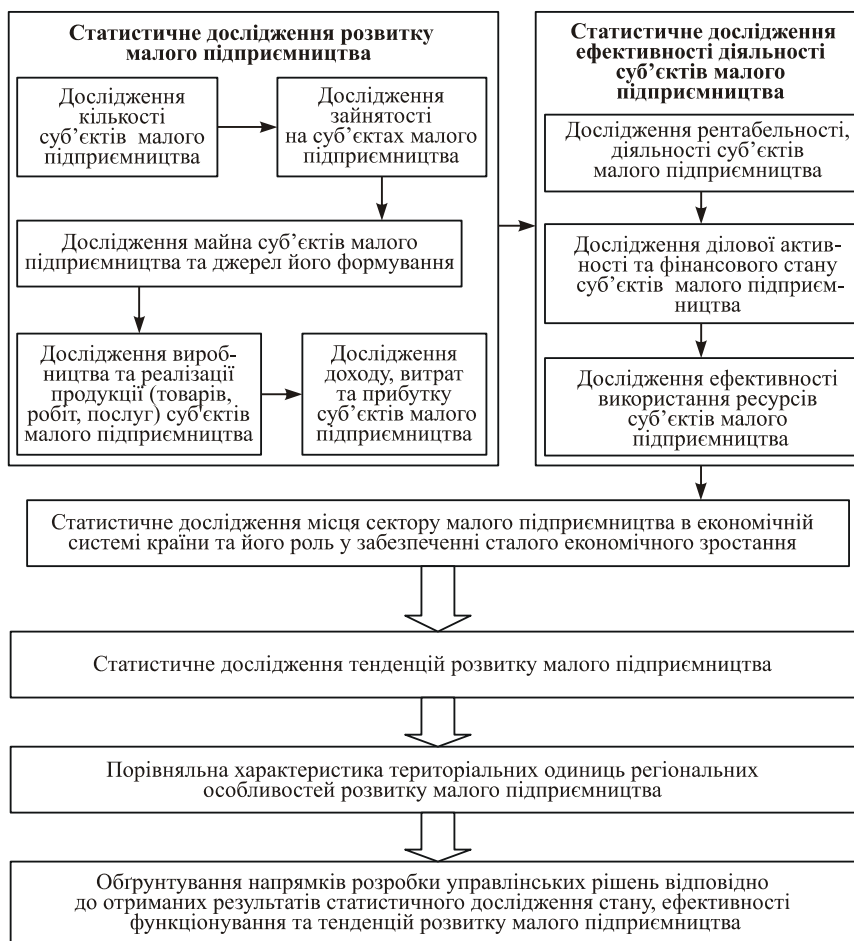 Статистичне дослідження розвитку
малого підприємництва
Дослідження
кількості
суб’єктів малого
підприємництва
Дослідження
зайнятості
на суб’єктах малого
підприємництва
Дослідження майна суб’єктів малого
підприємництва та джерел його формування
Дослідження вироб-
ництва та реалізації
продукції (товарів,
робіт, послуг) суб'єктів
малого підприємництва
Дослідження
доходу, витрат
та прибутку
суб’єктів малого
підприємництва
Статистичне дослідження
ефективності діяльності
суб’єктів малого
підприємництва
Дослідження рентабельності,
діяльності суб’єктів
малого підприємництва
Дослідження ділової актив-
ності та фінансового стану
суб’єктів малого підприєм-
ництва
Дослідження ефективності
використання ресурсів
суб’єктів малого
підприємництва
Статистичне дослідження місця сектору малого підприємництва в економічній
системі країни та його роль у забезпеченні сталого економічного зростання
Статистичне дослідження тенденцій розвитку малого підприємництва
Порівняльна характеристика територіальних одиниць регіональних
особливостей розвитку малого підприємництва
Обґрунтування напрямків розробки управлінських рішень відповідно
до отриманих результатів статистичного дослідження стану, ефективності
функціонування та тенденцій розвитку малого підприємництва